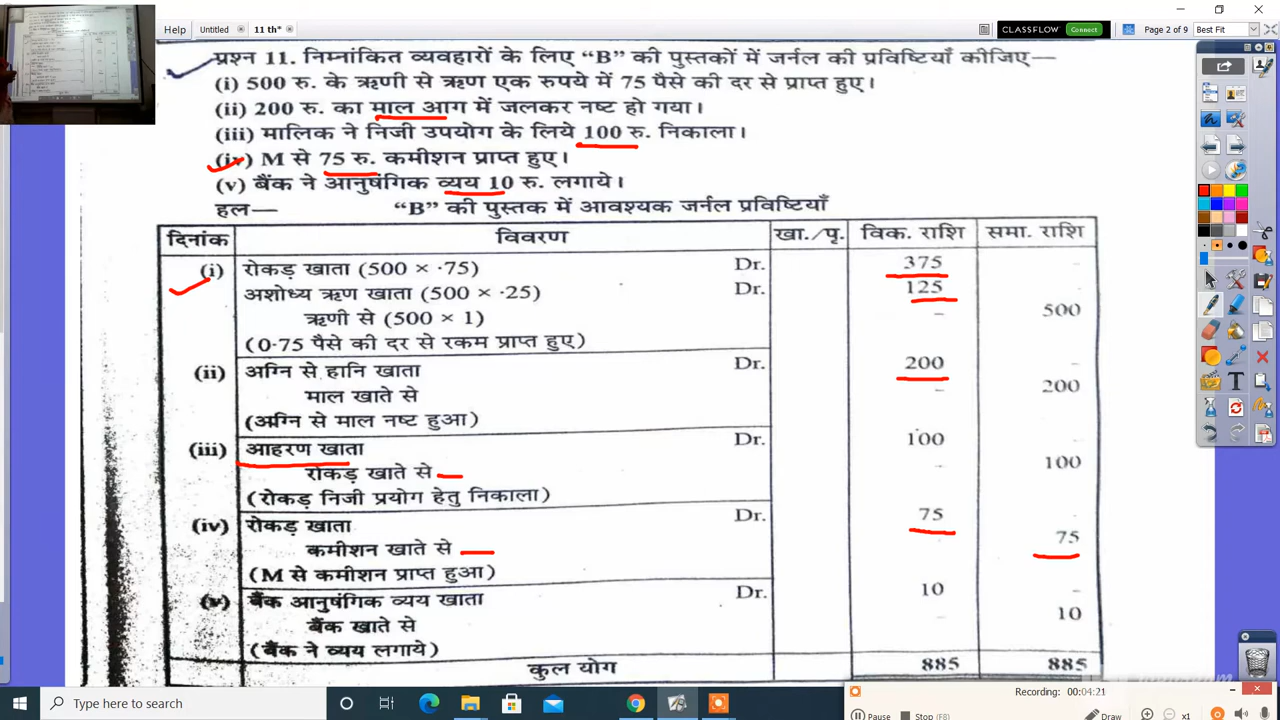 Help
Untitled
11 th*
CLASSFLOW
Connect
Page 2 of 9
Best Fit
प्रश्न 11. निम्नांकित व्यवहारों के लिए “B” की पुस्तकों में जर्नल की प्रविष्टियाँ कीजिए—
(i) 500 रु. के ऋणी से ऋण एक रुपये में 75 पैसे की दर से प्राप्त हुए।
(ii) 200 रु. का माल आग में जलकर नष्ट हो गया।
(iii) मालिक ने निजी उपयोग के लिये 100 रु. निकाला।
(iv) M से 75 रु. कमीशन प्राप्त हुए।
(v) बैंक ने आनुषंगिक व्यय 10 रु. लगाये।
हल— “B” की पुस्तक में आवश्यक जर्नल प्रविष्टियाँ
दिनांक विवरण खा./पृ. विक. राशि समा. राशि
(i) रोकड़ खाता (500 × ·75) Dr. 375 -
अशोध्य ऋण खाता (500 × ·25) Dr. 125
ऋणी से (500 × 1) - 500
(0·75 पैसे की दर से रकम प्राप्त हुए)
(ii) अग्नि से हानि खाता Dr. 200 -
माल खाते से - 200
(अग्नि से माल नष्ट हुआ)
(iii) आहरण खाता Dr. 100 -
रोकड़ खाते से - 100
(रोकड़ निजी प्रयोग हेतु निकाला)
(iv) रोकड़ खाता Dr. 75 -
कमीशन खाते से 75
(M से कमीशन प्राप्त हुआ)
(v) बैंक आनुषंगिक व्यय खाता Dr. 10 -
बैंक खाते से - 10
(बैंक ने व्यय लगाये)
कुल योग 885 885
Recording: 00:04:21
Type here to search
Pause
Stop (F8)
Draw
x1